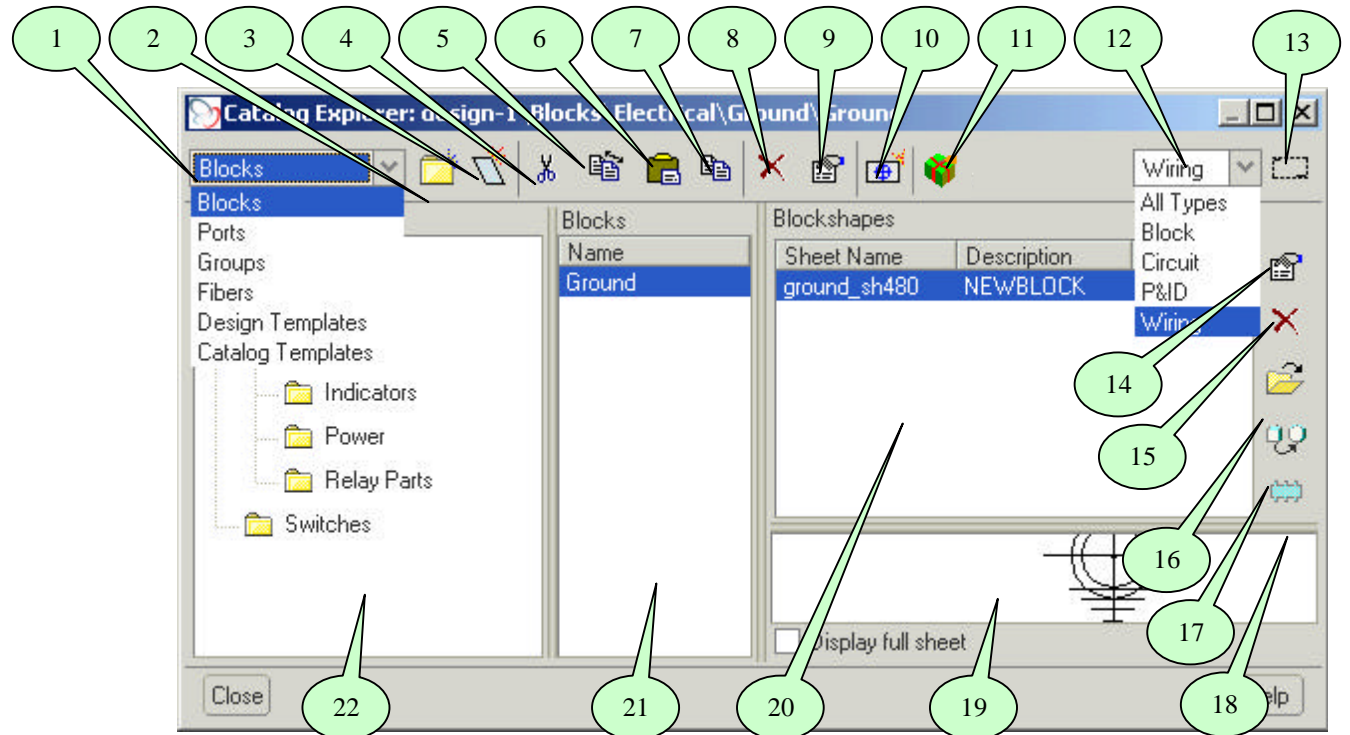 1 2 3 4 5 6 7 8 9 10 11 12 13
Catalog Explorer: design-1\Blocks\Electrical\Ground\Ground
Blocks
Wiring
Blocks
Ports
Groups
Fibers
Design Templates
Catalog Templates
Indicators
Power
Relay Parts
Switches
Blocks
Name
Ground
Blockshapes
Sheet Name Description
ground_sh480 NEWBLOCK
All Types
Block
Circuit
P&ID
Wiring
14
15
16
17
Display full sheet
Close
22 21 20 19 18